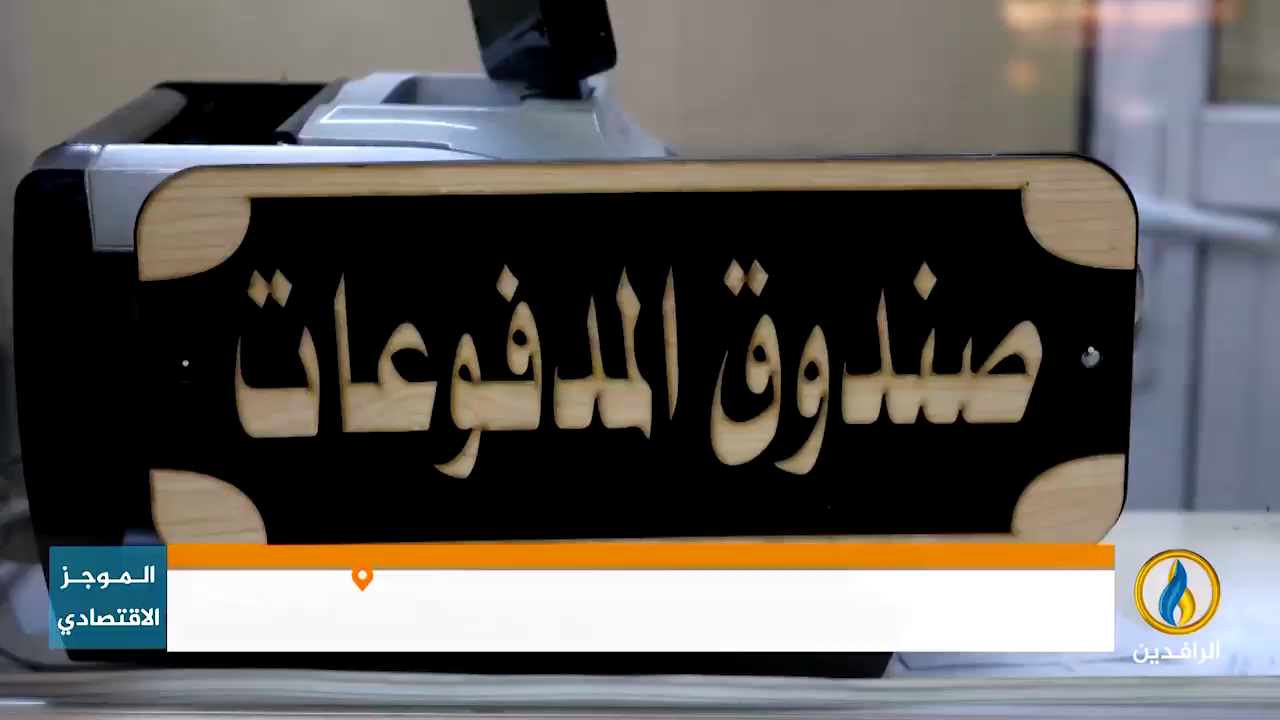 صندوق المدفوعات
الموجز
الاقتصادي
الرافدين